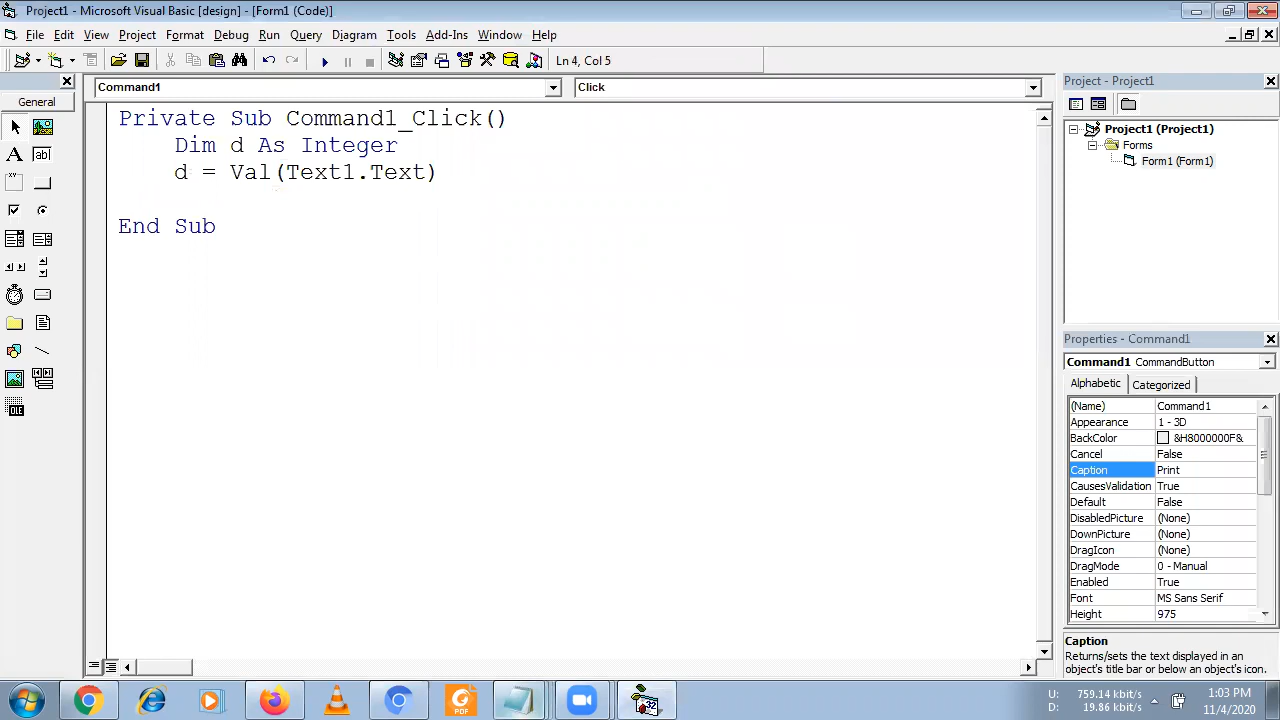 Project1 - Microsoft Visual Basic [design] - [Form1 (Code)]
File Edit View Project Format Debug Run Query Diagram Tools Add-Ins Window Help
Ln 4, Col 5
General
Command1
Click
Private Sub Command1_Click()
Dim d As Integer
d = Val(Text1.Text)
End Sub
Project - Project1
Project1 (Project1)
Forms
Form1 (Form1)
Properties - Command1
Command1 CommandButton
Alphabetic Categorized
(Name) Command1
Appearance 1 - 3D
BackColor &H8000000F&
Cancel False
Caption Print
CausesValidation True
Default False
DisabledPicture (None)
DownPicture (None)
DragIcon (None)
DragMode 0 - Manual
Enabled True
Font MS Sans Serif
Height 975
Caption
Returns/sets the text displayed in an
object's title bar or below an object's icon.
OLE
PDF
32
U: 759.14 kbit/s
D: 19.86 kbit/s
1:03 PM
11/4/2020